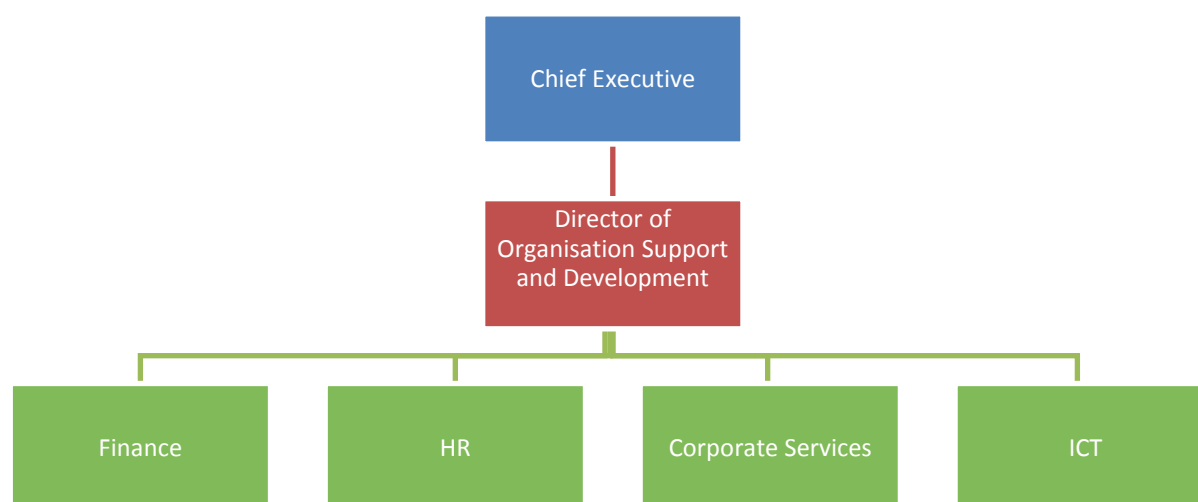 Chief Executive
Director of
Organisation Support
and Development
Finance
HR
Corporate Services
ICT